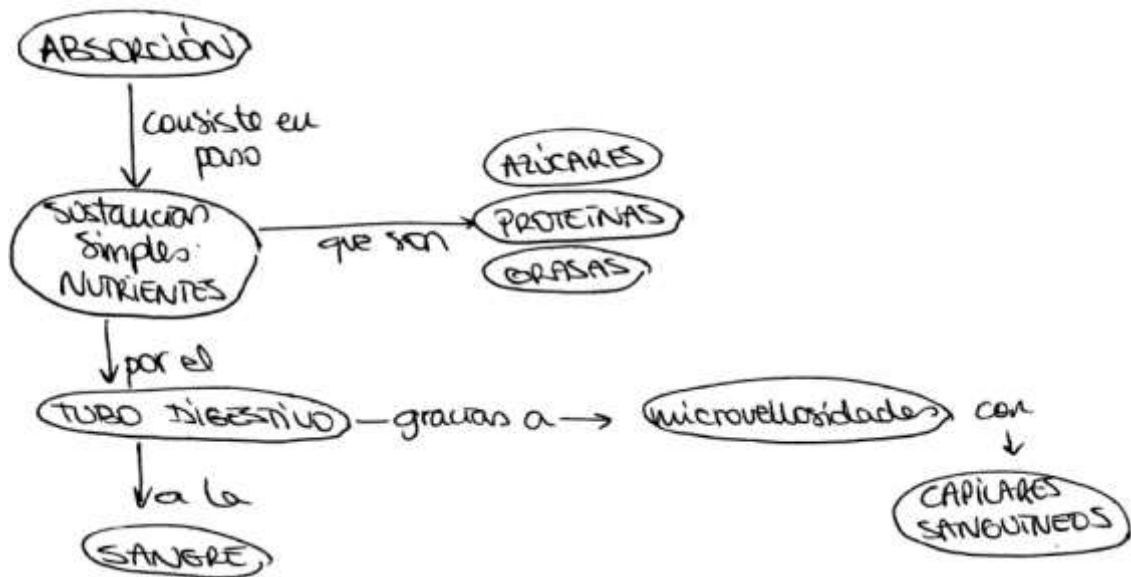 ABSORCIÓN
consiste en
paso
Sustancias
Simples:
NUTRIENTES
que son
AZÚCARES
PROTEÍNAS
GRASAS
por el
TUBO DIGESTIVO
gracias a
microvellosidades
con
CAPILARES
SANGUÍNEOS
a la
SANGRE